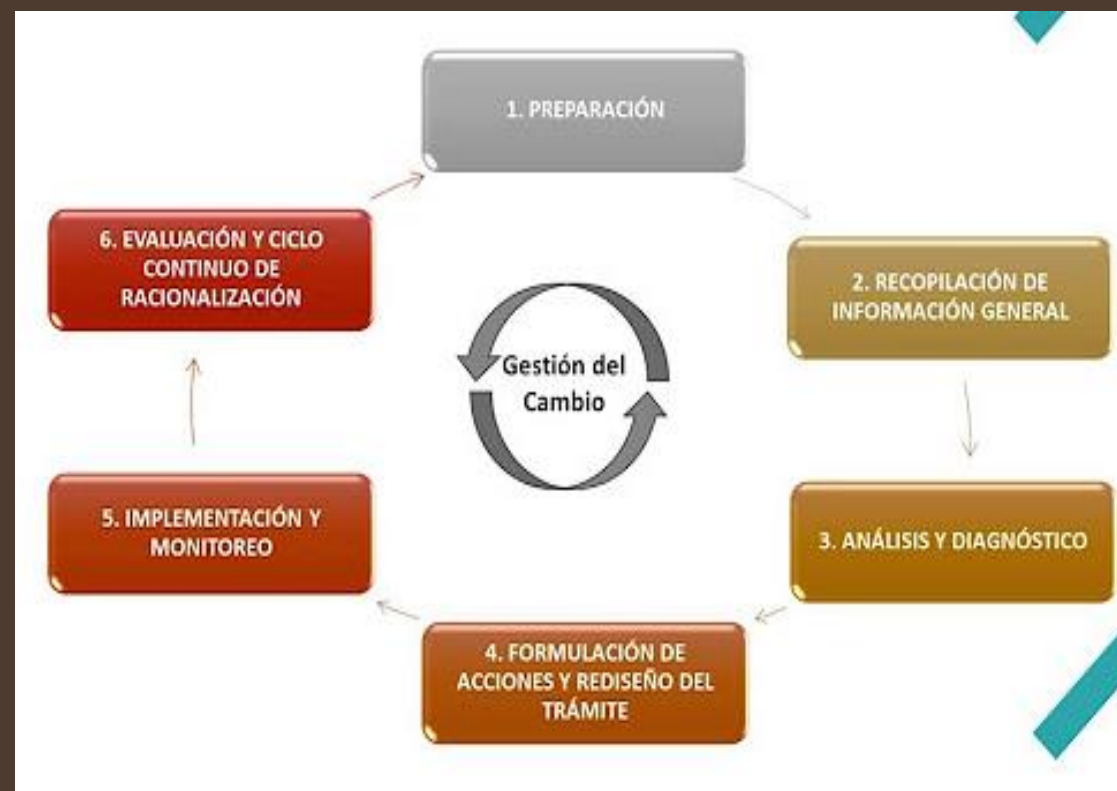 1. PREPARACIÓN
2. RECOPILACIÓN DE
INFORMACIÓN GENERAL
3. ANÁLISIS Y DIAGNÓSTICO
4. FORMULACIÓN DE
ACCIONES Y REDISEÑO DEL
TRÁMITE
5. IMPLEMENTACIÓN Y
MONITOREO
6. EVALUACIÓN Y CICLO
CONTINUO DE
RACIONALIZACIÓN
Gestión del
Cambio